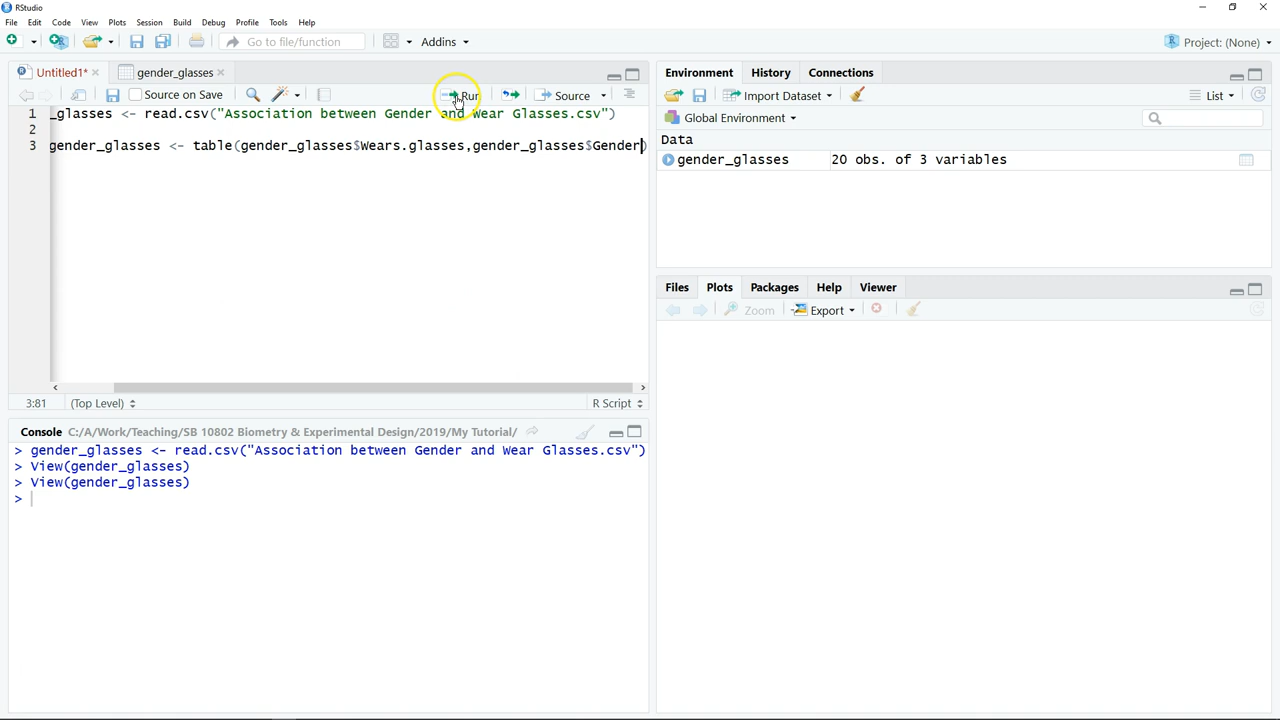 RStudio
File Edit Code View Plots Session Build Debug Profile Tools Help
Go to file/function Addins Project: (None)
Untitled1* gender_glasses
Source on Save Run Source
1 _glasses <- read.csv("Association between Gender and Wear Glasses.csv")
2
3 gender_glasses <- table(gender_glasses$Wears.glasses,gender_glasses$Gender)
3:81 (Top Level) R Script
Console C:/A/Work/Teaching/SB 10802 Biometry & Experimental Design/2019/My Tutorial/
> gender_glasses <- read.csv("Association between Gender and Wear Glasses.csv")
> View(gender_glasses)
> View(gender_glasses)
>
Environment History Connections
Import Dataset List
Global Environment
Data
gender_glasses 20 obs. of 3 variables
Files Plots Packages Help Viewer
Zoom Export